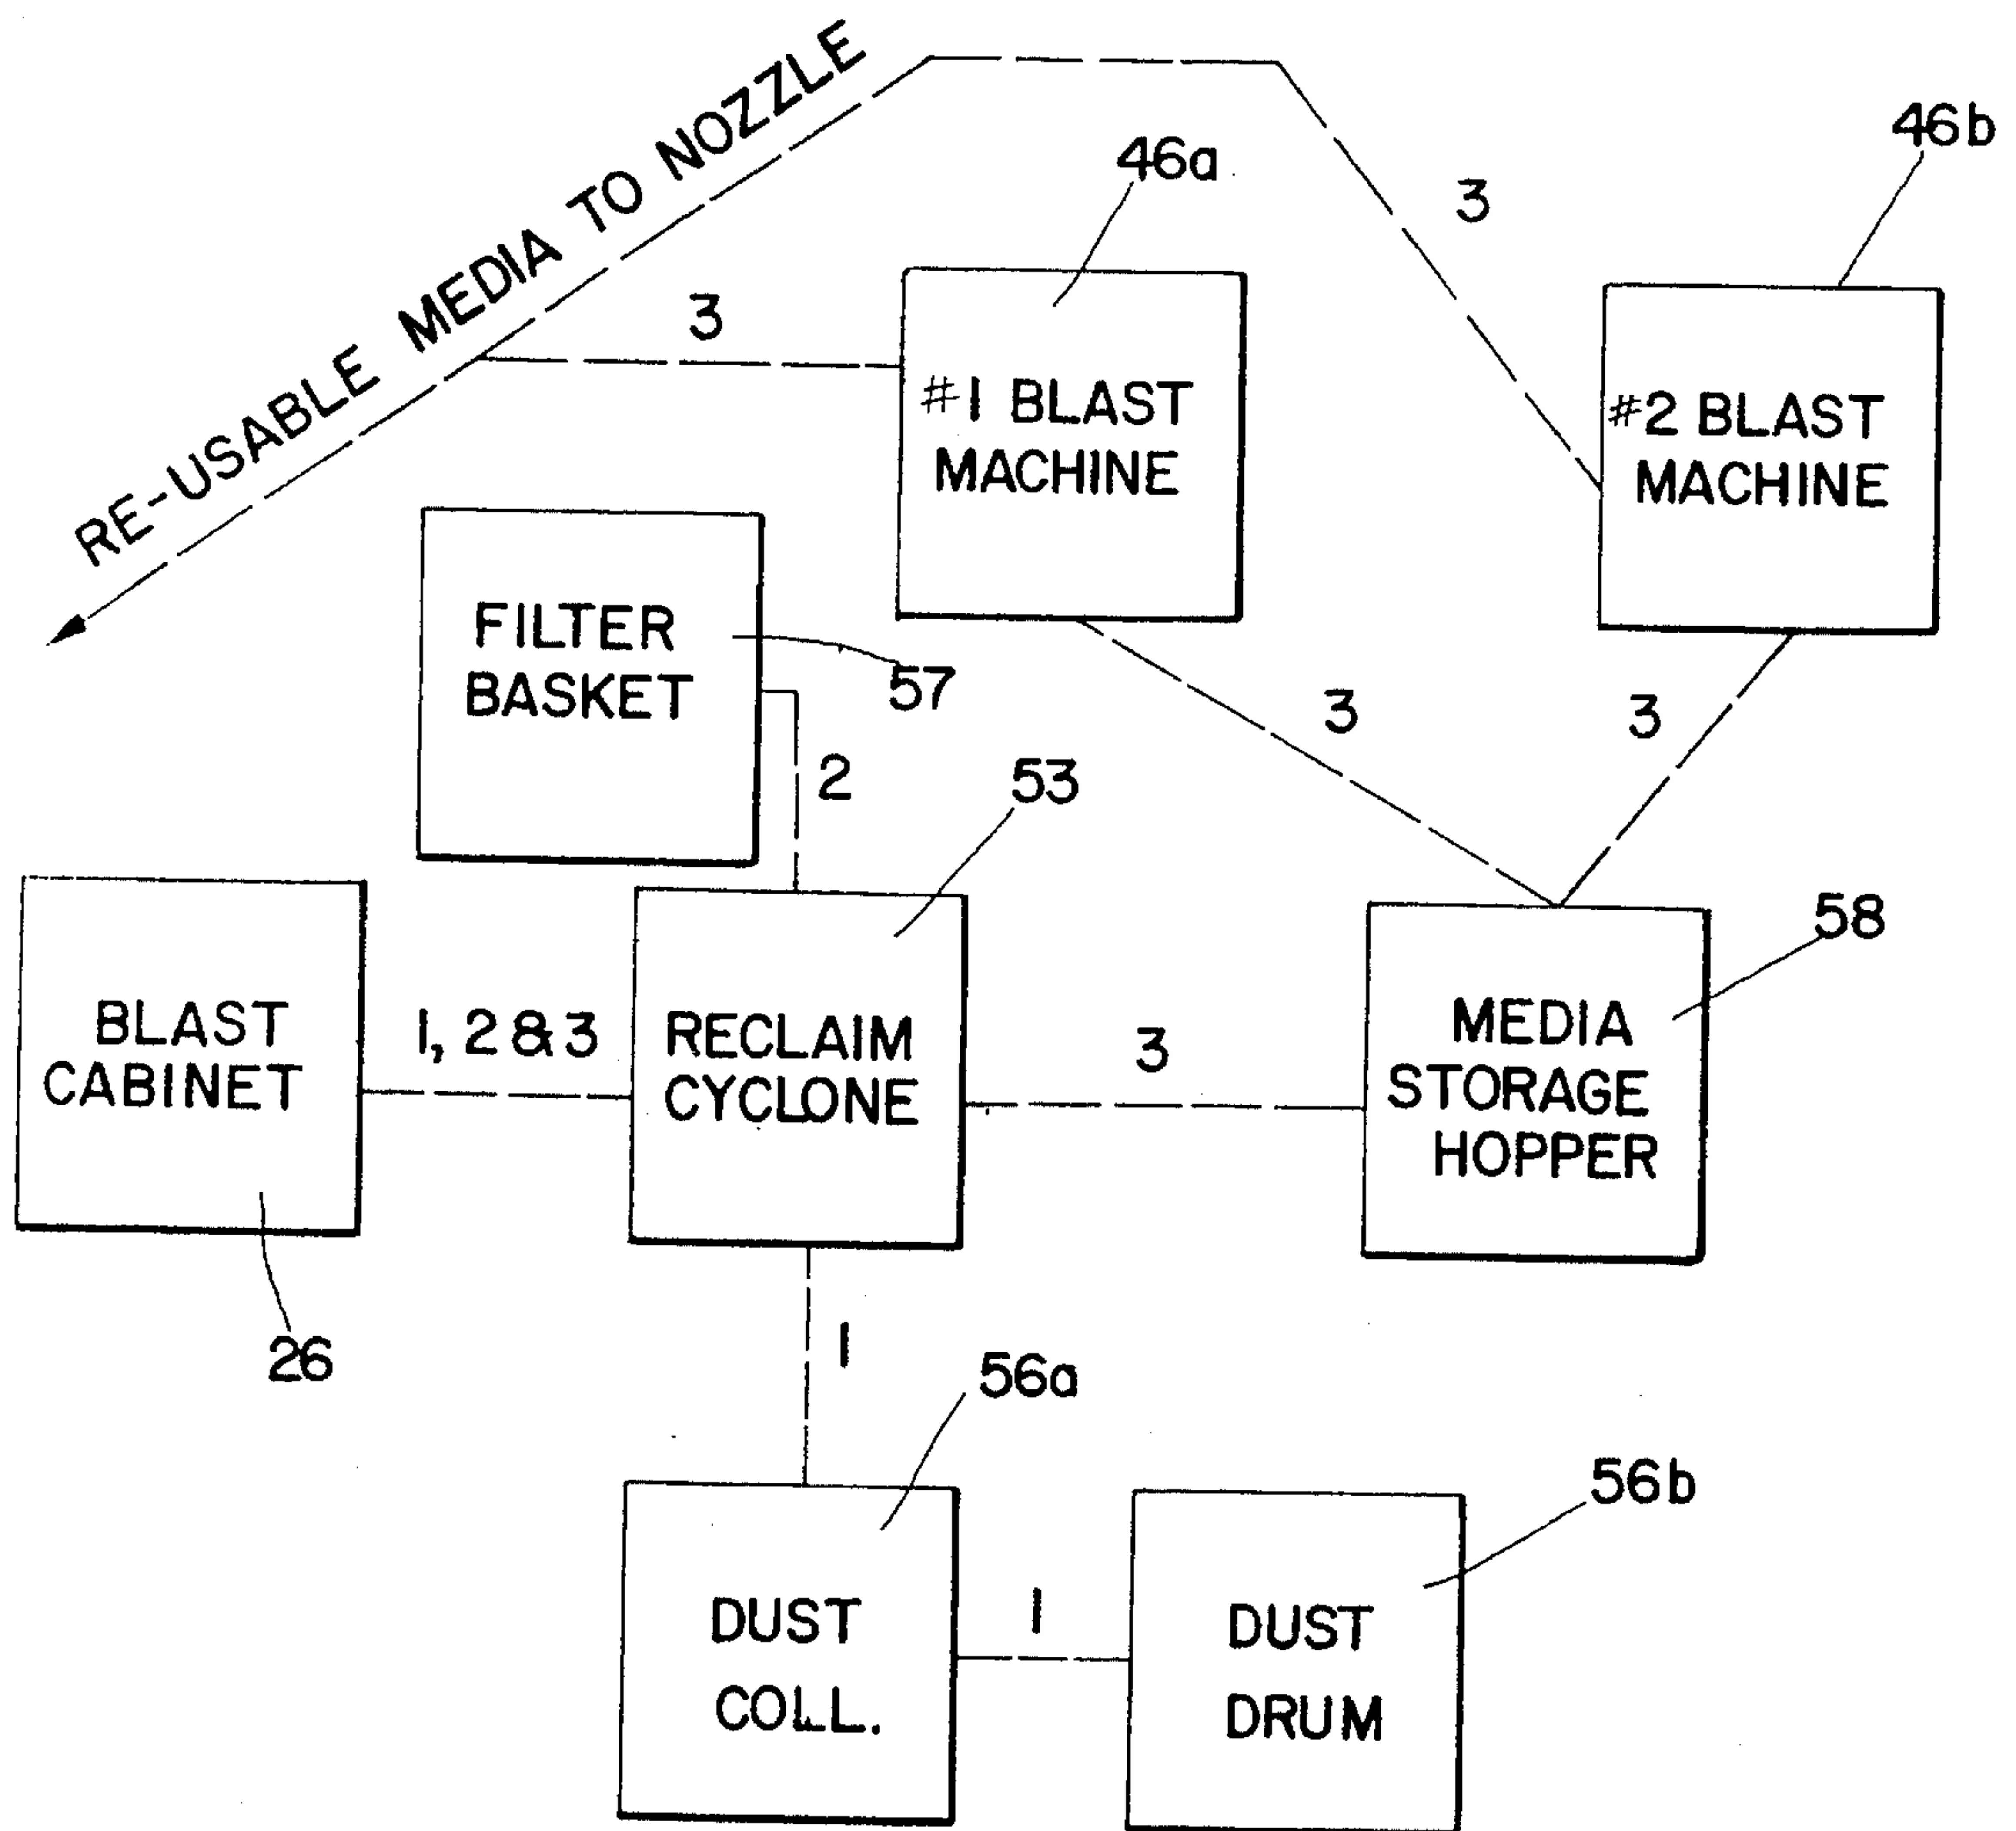 RE-USABLE MEDIA TO NOZZLE
46a
46b
3
3
#1 BLAST
MACHINE
#2 BLAST
MACHINE
FILTER
BASKET
57
3
3
2
53
58
BLAST
CABINET
1, 2 & 3
RECLAIM
CYCLONE
3
MEDIA
STORAGE
HOPPER
26
1
56a
56b
DUST
COLL.
1
DUST
DRUM